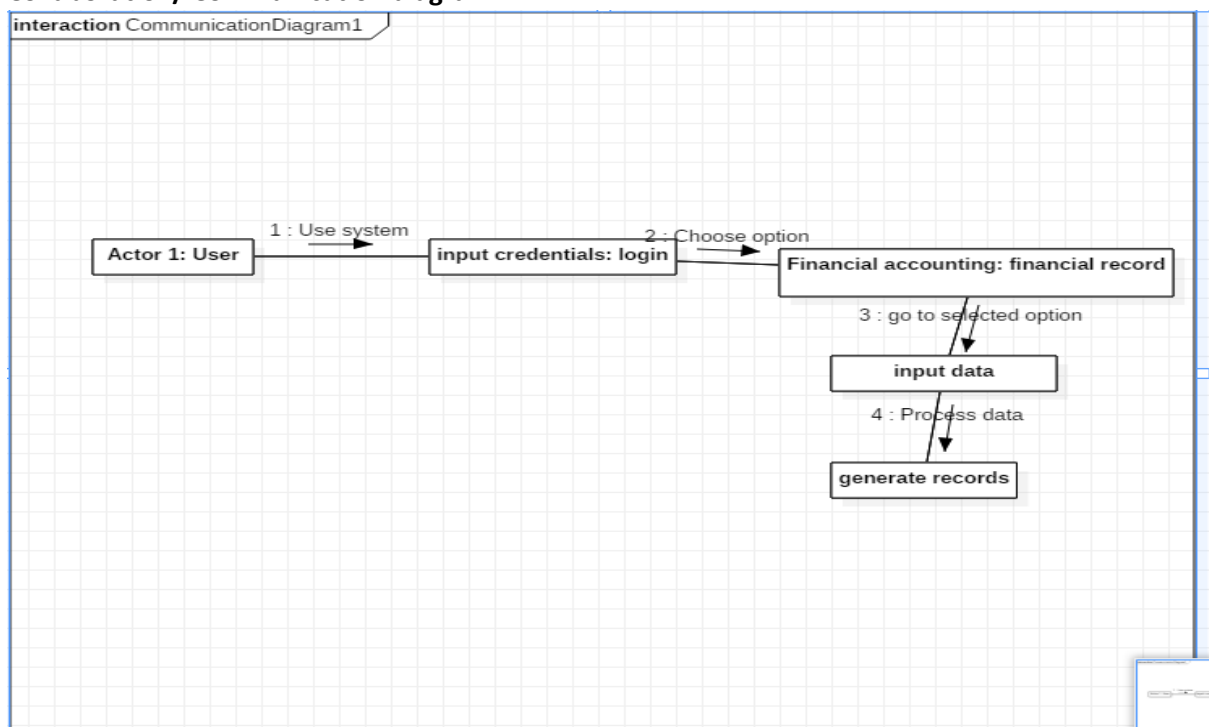 interaction CommunicationDiagram1
1 : Use system
2 : Choose option
Actor 1: User
input credentials: login
Financial accounting: financial record
3 : go to selected option
input data
4 : Process data
generate records